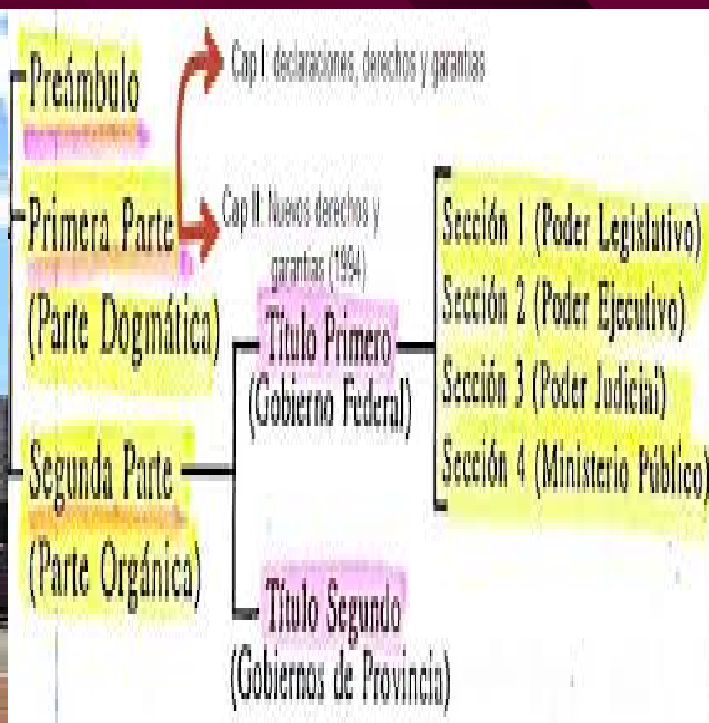 Preámbulo
Cap I: declaraciones, derechos y garantías
Primera Parte
(Parte Dogmática)
Cap II: Nuevos derechos y
garantías (1994)
Segunda Parte
(Parte Orgánica)
Título Primero
(Gobierno Federal)
Sección 1 (Poder Legislativo)
Sección 2 (Poder Ejecutivo)
Sección 3 (Poder Judicial)
Sección 4 (Ministerio Público)
Título Segundo
(Gobiernos de Provincia)